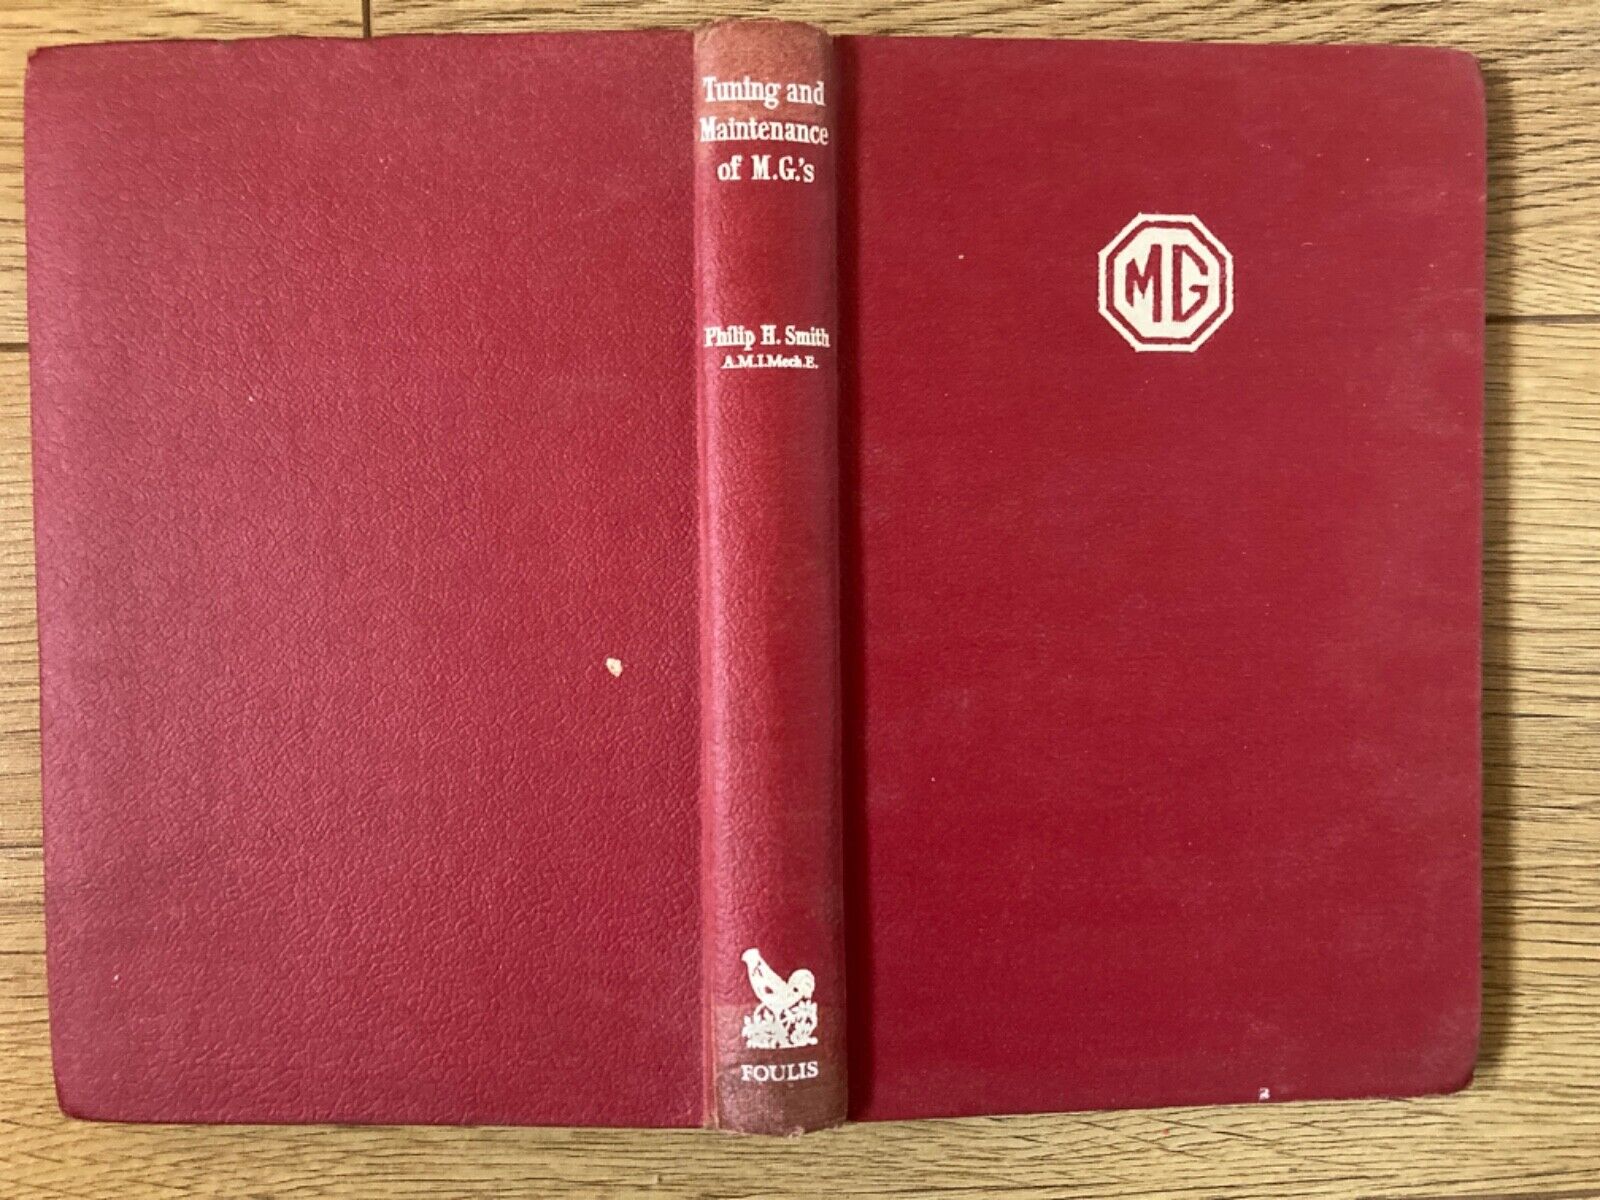 Tuning and
Maintenance
of M.G.'s
Philip H. Smith
A.M.I.Mech.E.
FOULIS
MG